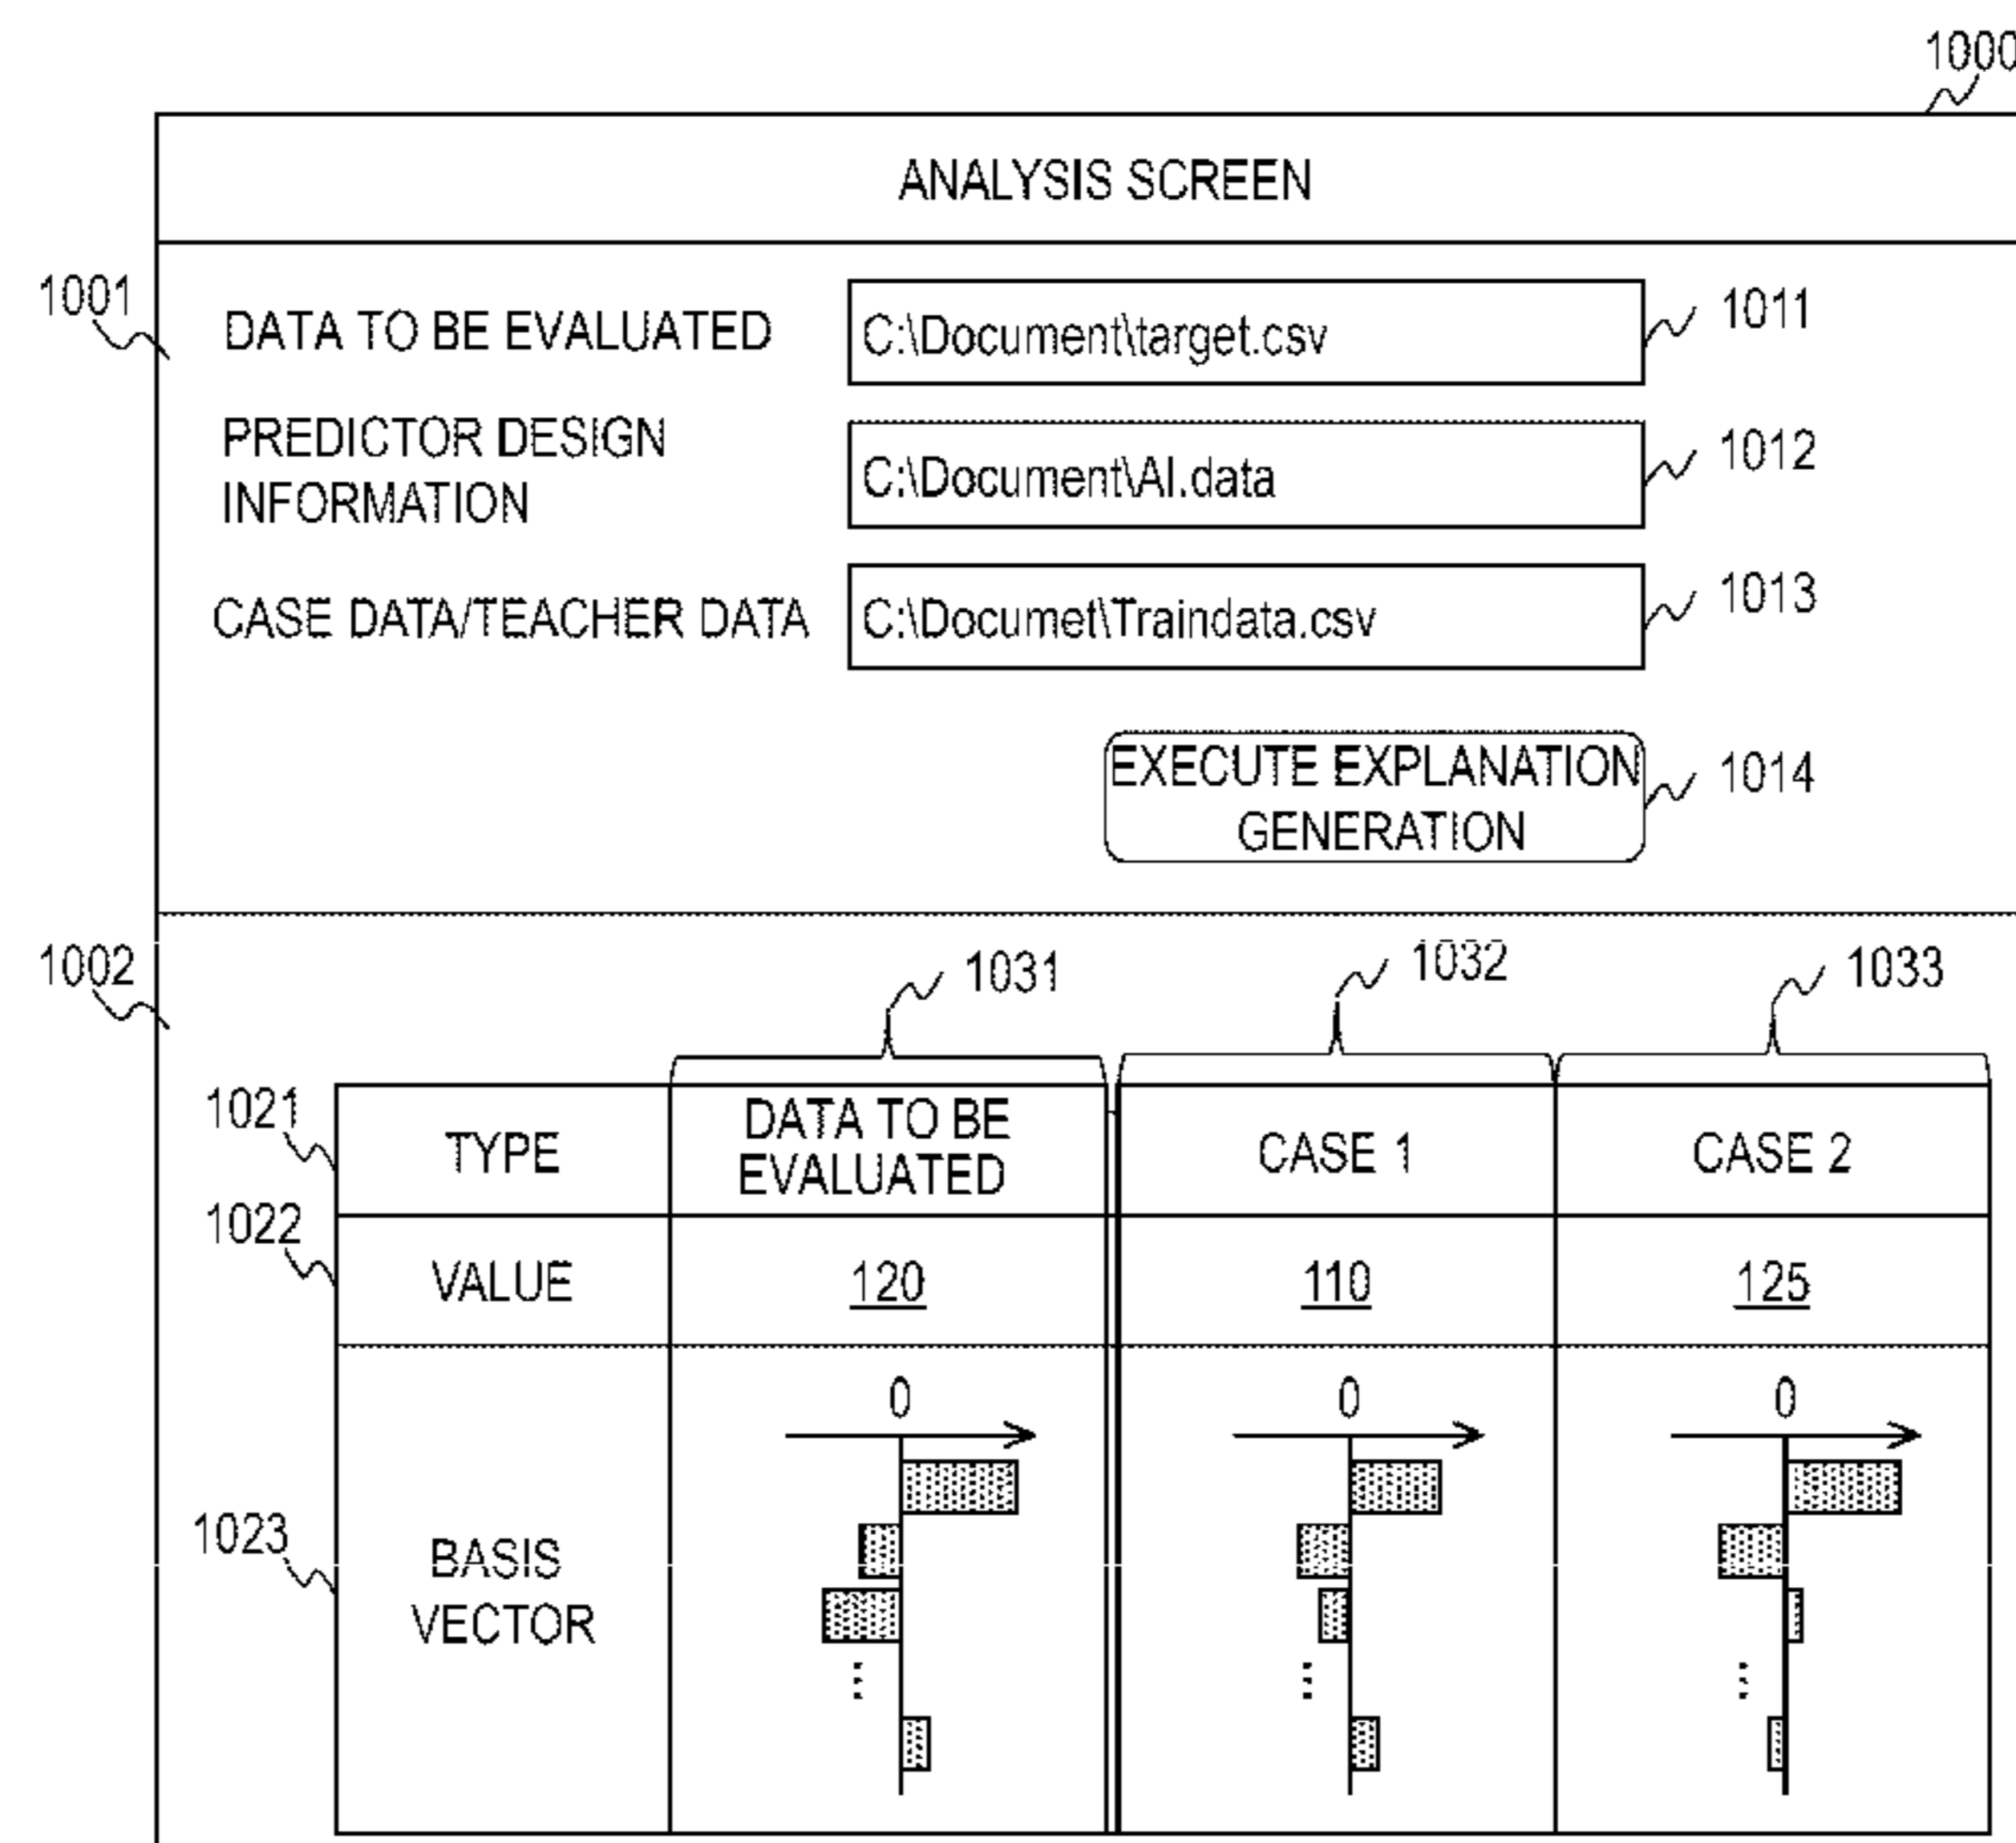 1000
ANALYSIS SCREEN
1001
DATA TO BE EVALUATED
C:\Document\target.csv
1011
PREDICTOR DESIGN
INFORMATION
C:\Document\AI.data
1012
CASE DATA/TEACHER DATA
C:\Documet\Traindata.csv
1013
EXECUTE EXPLANATION
GENERATION
1014
1002
1031
1032
1033
1021
TYPE
DATA TO BE
EVALUATED
CASE 1
CASE 2
1022
VALUE
120
110
125
1023
BASIS
VECTOR
0
0
0